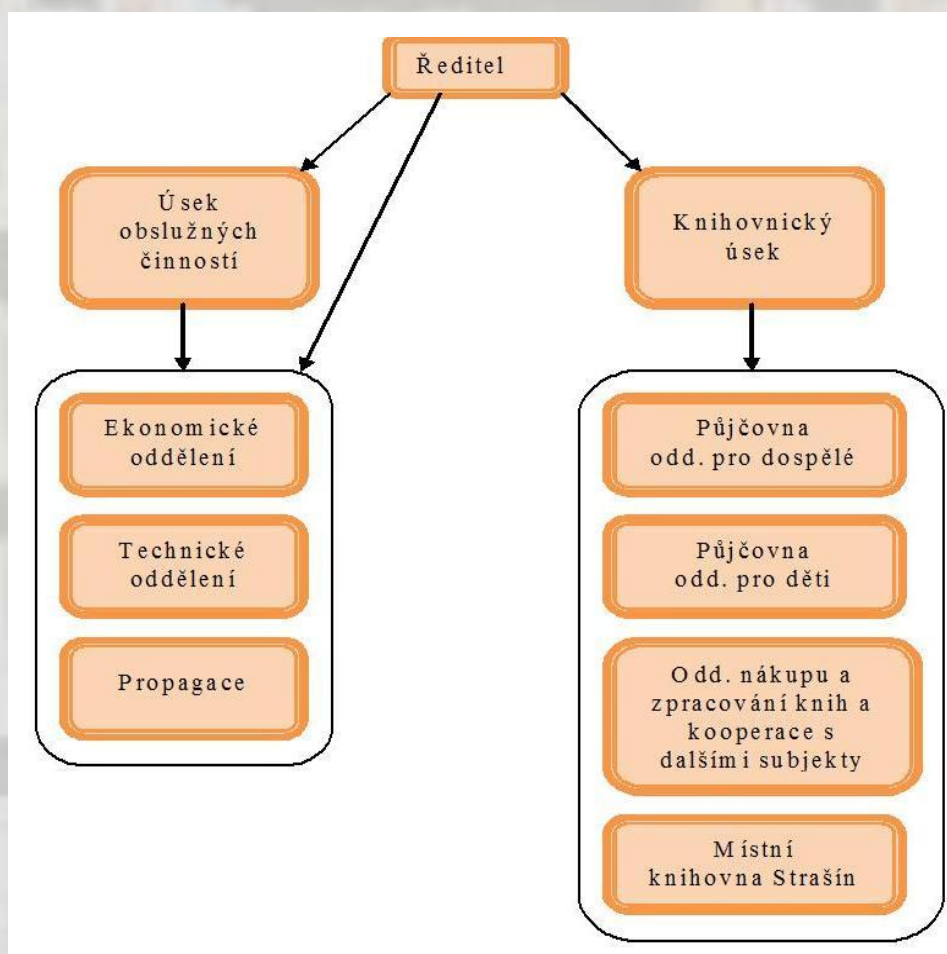 Ředitel
Úsek
obslužných
činností
Knihovnický
úsek
Ekonomické
oddělení
Technické
oddělení
Propagace
Půjčovna
odd. pro dospělé
Půjčovna
odd. pro děti
Odd. nákupu a
zpracování knih a
kooperace s
dalšími subjekty
Místní
knihovna Strašín